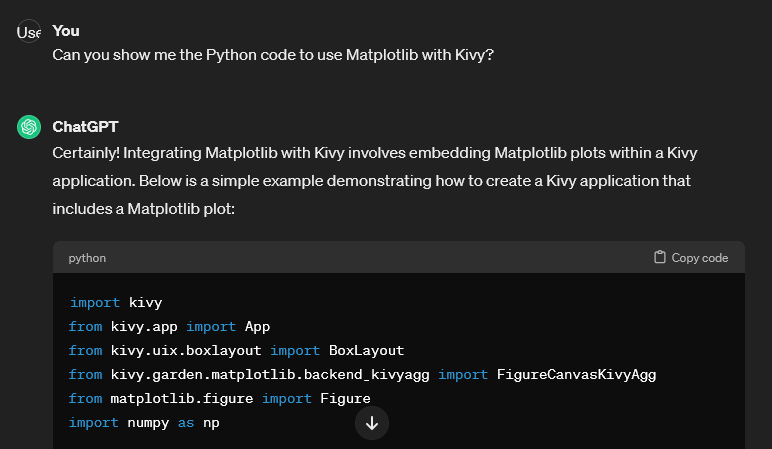 Use
You
Can you show me the Python code to use Matplotlib with Kivy?
ChatGPT
Certainly! Integrating Matplotlib with Kivy involves embedding Matplotlib plots within a Kivy
application. Below is a simple example demonstrating how to create a Kivy application that
includes a Matplotlib plot:
python
Copy code
import kivy
from kivy.app import App
from kivy.uix.boxlayout import BoxLayout
from kivy.garden.matplotlib.backend_kivyagg import FigureCanvasKivyAgg
from matplotlib.figure import Figure
import numpy as np